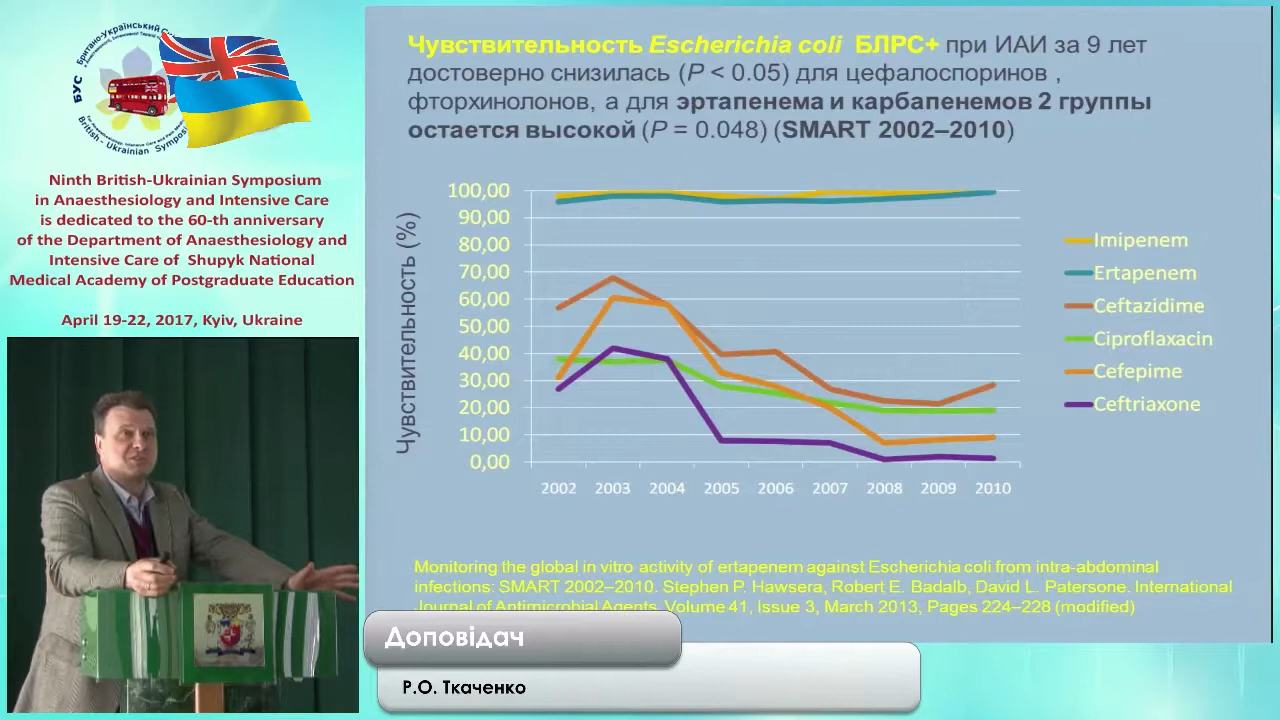 Британо-Український
БУС
British - Ukrainian Symposium
Ninth British-Ukrainian Symposium
in Anaesthesiology and Intensive Care
is dedicated to the 60-th anniversary
of the Department of Anaesthesiology and
Intensive Care of Shupyk National
Medical Academy of Postgraduate Education
April 19-22, 2017, Kyiv, Ukraine
Чувствительность Escherichia coli БЛРС+ при ИАИ за 9 лет
достоверно снизилась (P < 0.05) для цефалоспоринов ,
фторхинолонов, а для эртапенема и карбапенемов 2 группы
остается высокой (P = 0.048) (SMART 2002–2010)
Чувствительность (%)
100,00
90,00
80,00
70,00
60,00
50,00
40,00
30,00
20,00
10,00
0,00
2002 2003 2004 2005 2006 2007 2008 2009 2010
Imipenem
Ertapenem
Ceftazidime
Ciproflaxacin
Cefepime
Ceftriaxone
Monitoring the global in vitro activity of ertapenem against Escherichia coli from intra-abdominal
infections: SMART 2002–2010. Stephen P. Hawsera, Robert E. Badalb, David L. Patersone. International
Journal of Antimicrobial Agents. Volume 41, Issue 3, March 2013, Pages 224–228 (modified)
Доповідач
Р.О. Ткаченко